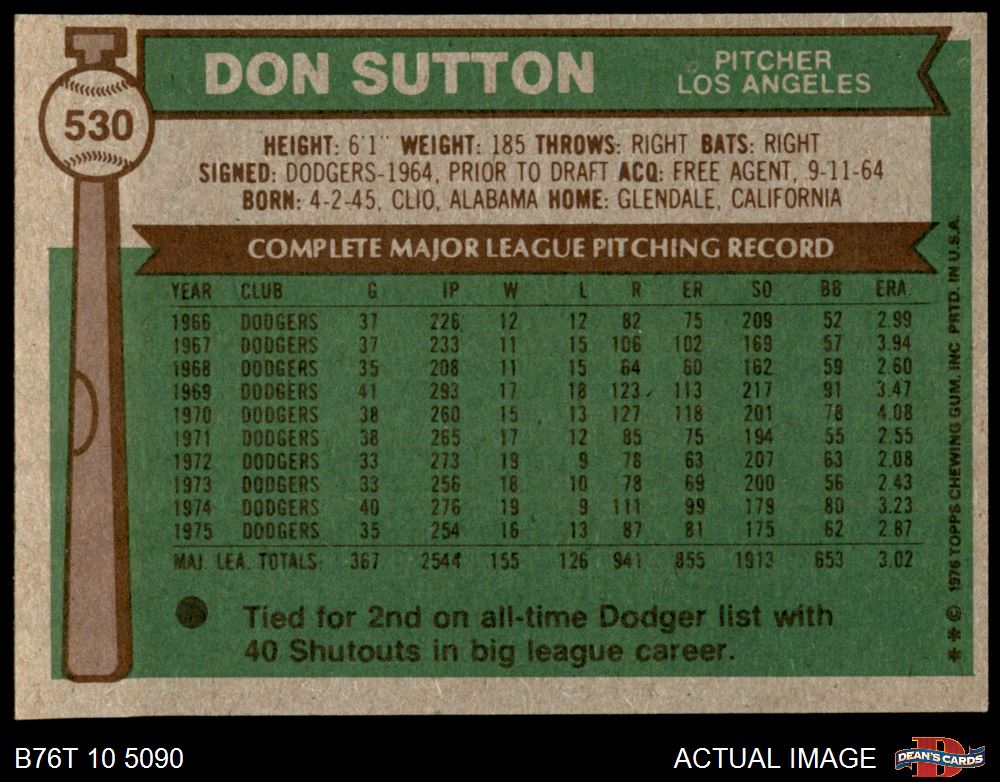 530
DON SUTTON
PITCHER
LOS ANGELES
HEIGHT: 6'1" WEIGHT: 185 THROWS: RIGHT BATS: RIGHT
SIGNED: DODGERS-1964, PRIOR TO DRAFT ACQ: FREE AGENT, 9-11-64
BORN: 4-2-45, CLIO, ALABAMA HOME: GLENDALE, CALIFORNIA
COMPLETE MAJOR LEAGUE PITCHING RECORD
YEAR CLUB G IP W L R ER SO BB ERA
1966 DODGERS 37 226 12 12 82 75 209 52 2.99
1967 DODGERS 37 233 11 15 106 102 169 57 3.94
1968 DODGERS 35 208 11 15 64 60 162 59 2.60
1969 DODGERS 41 293 17 18 123 113 217 91 3.47
1970 DODGERS 38 260 15 13 127 118 201 78 4.08
1971 DODGERS 38 265 17 12 85 75 194 55 2.55
1972 DODGERS 33 273 19 9 78 63 207 63 2.08
1973 DODGERS 33 256 18 10 78 69 200 56 2.43
1974 DODGERS 40 276 19 9 111 99 179 80 3.23
1975 DODGERS 35 254 16 13 87 81 175 62 2.87
MAJ. LEA. TOTALS: 367 2544 155 126 941 855 1913 653 3.02
Tied for 2nd on all-time Dodger list with
40 Shutouts in big league career.
* * © 1976 TOPPS CHEWING GUM, INC PRTD. IN U.S.A.
B76T 10 5090
ACTUAL IMAGE
D
DEAN'S CARDS